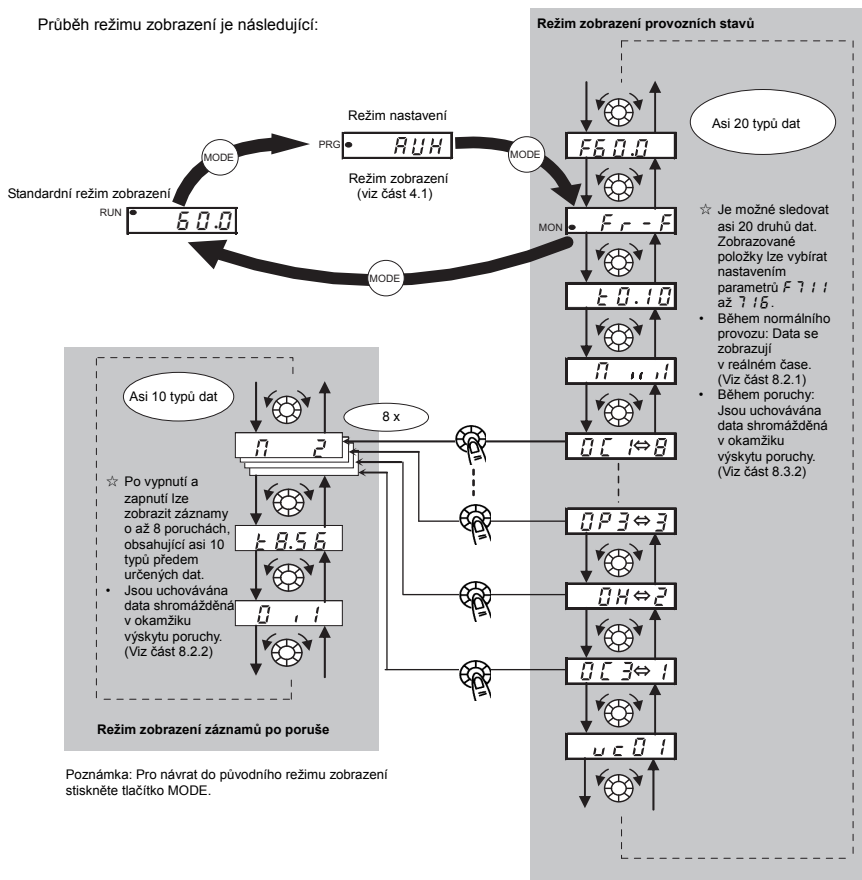 Průběh režimu zobrazení je následující:
Režim zobrazení provozních stavů
Režim nastavení
PRG
AUH
MODE
MODE
Režim zobrazení
(viz část 4.1)
Standardní režim zobrazení
RUN
60.0
MODE
Asi 20 typů dat
F60.0
MON
Fr-F
t0.10
OC1⇔8
OP3⇔3
OH⇔2
OC3⇔1
uc01
☆ Je možné sledovat
asi 20 druhů dat.
Zobrazované
položky lze vybírat
nastavením
parametrů F711
až 716.
• Během normálního
provozu: Data se
zobrazují
v reálném čase.
(Viz část 8.2.1)
• Během poruchy:
Jsou uchovávána
data shromážděná
v okamžiku
výskytu poruchy.
(Viz část 8.3.2)
Asi 10 typů dat
8 x
n 2
t8.56
☆ Po vypnutí a
zapnutí lze
zobrazit záznamy
o až 8 poruchách,
obsahující asi 10
typů předem
určených dat.
• Jsou uchovávána
data shromážděná
v okamžiku
výskytu poruchy.
(Viz část 8.2.2)
Režim zobrazení záznamů po poruše
Poznámka: Pro návrat do původního režimu zobrazení
stiskněte tlačítko MODE.